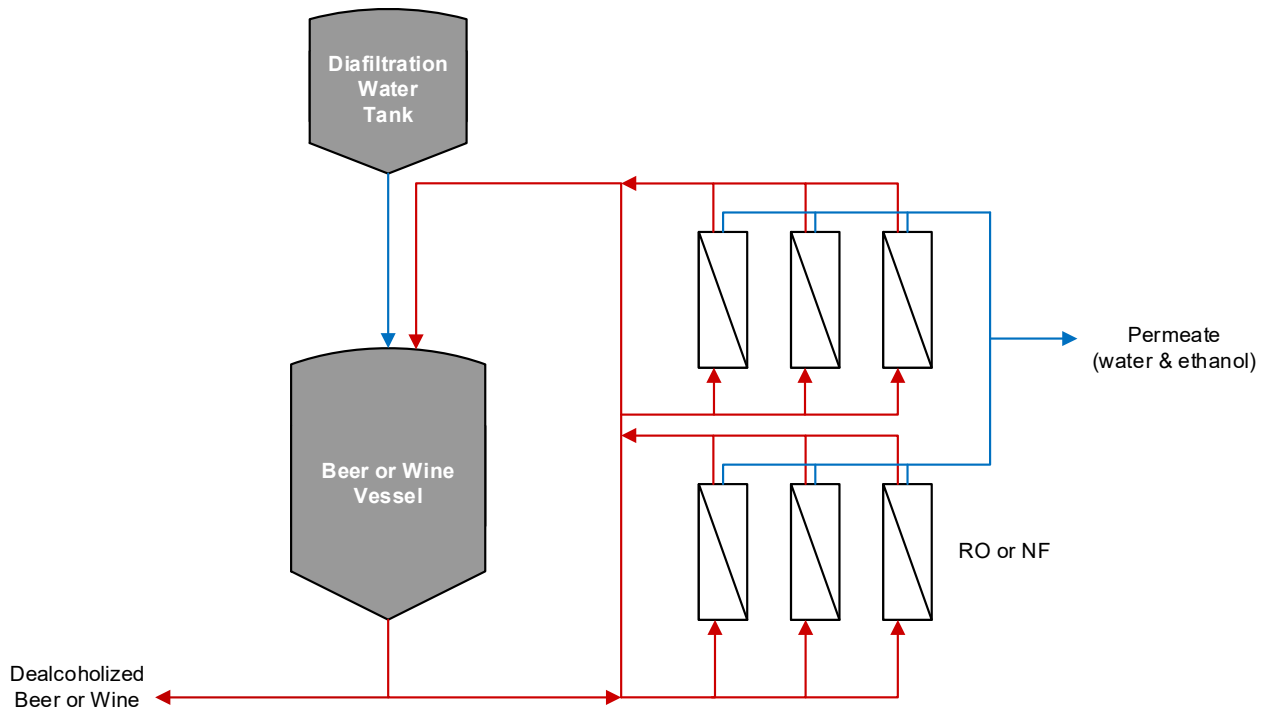 Diafiltration
Water
Tank
Permeate
(water & ethanol)
Beer or Wine
Vessel
RO or NF
Dealcoholized
Beer or Wine